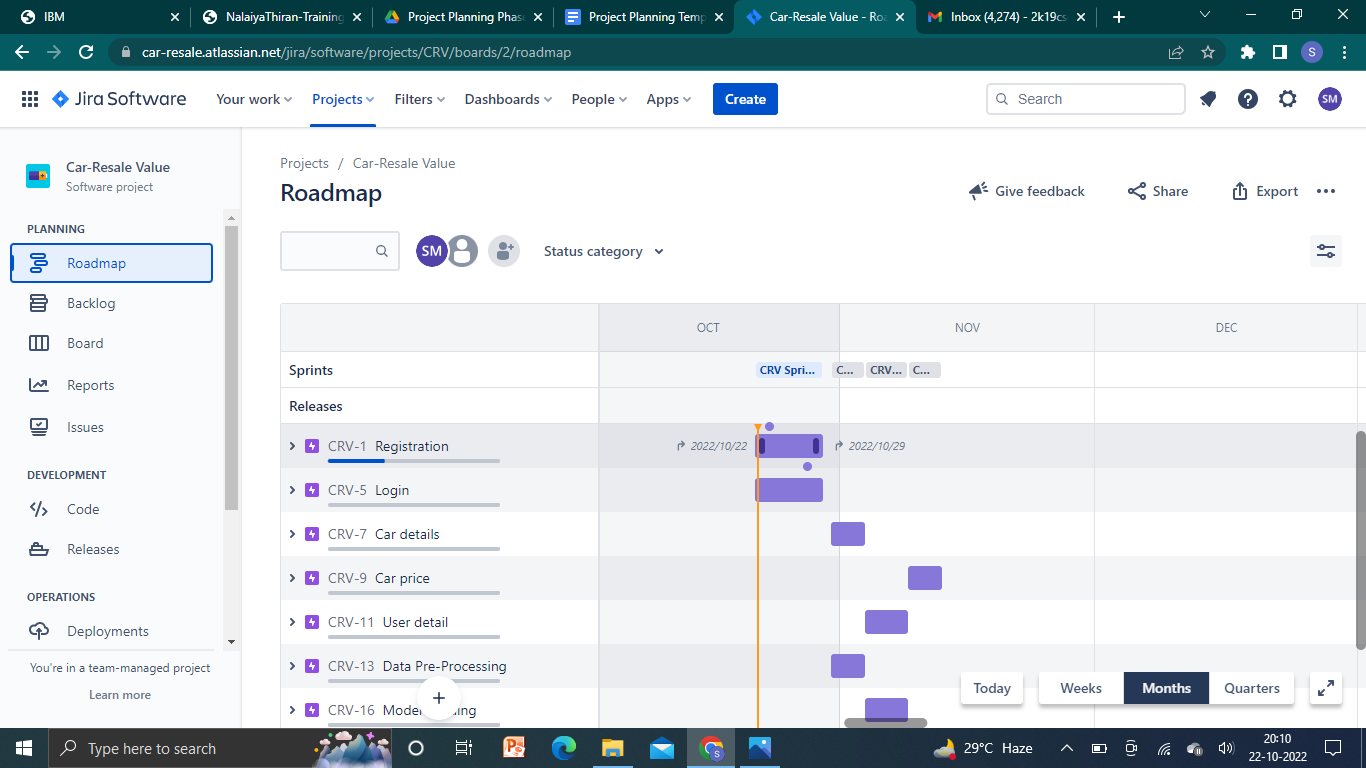 IBM
NalaiyaThiran-Training
Project Planning Phas
Project Planning Temp
Car-Resale Value - Roa
Inbox (4,274) - 2k19cs
car-resale.atlassian.net/jira/software/projects/CRV/boards/2/roadmap
S
Jira Software
Your work
Projects
Filters
Dashboards
People
Apps
Create
Search
SM
Car-Resale Value
Software project
PLANNING
Roadmap
Backlog
Board
Reports
Issues
DEVELOPMENT
Code
Releases
OPERATIONS
Deployments
You're in a team-managed project
Learn more
Projects / Car-Resale Value
Roadmap
Give feedback
Share
Export
SM
Status category
OCT
NOV
DEC
Sprints
CRV Spri...
C...
CRV...
C...
Releases
CRV-1 Registration
2022/10/22
2022/10/29
CRV-5 Login
CRV-7 Car details
CRV-9 Car price
CRV-11 User detail
CRV-13 Data Pre-Processing
CRV-16
Today
Weeks
Months
Quarters
Type here to search
29°C Haze
20:10
22-10-2022